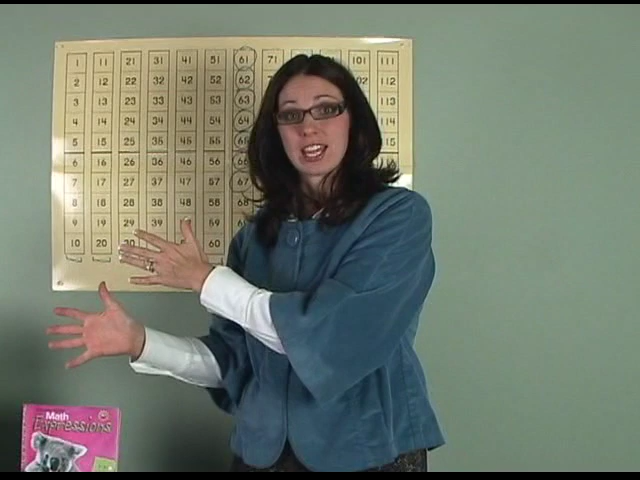 1 11 21 31 41 51 61 71 101 111
2 12 22 32 42 52 62 102 112
3 13 23 33 43 53 63 113
4 14 24 34 44 54 64 114
5 15 25 35 45 55 65 115
6 16 26 36 46 56 66
7 17 27 37 47 57 67
8 18 28 38 48 58 68
9 19 29 39 59
10 20 30 60
Math
Expressions